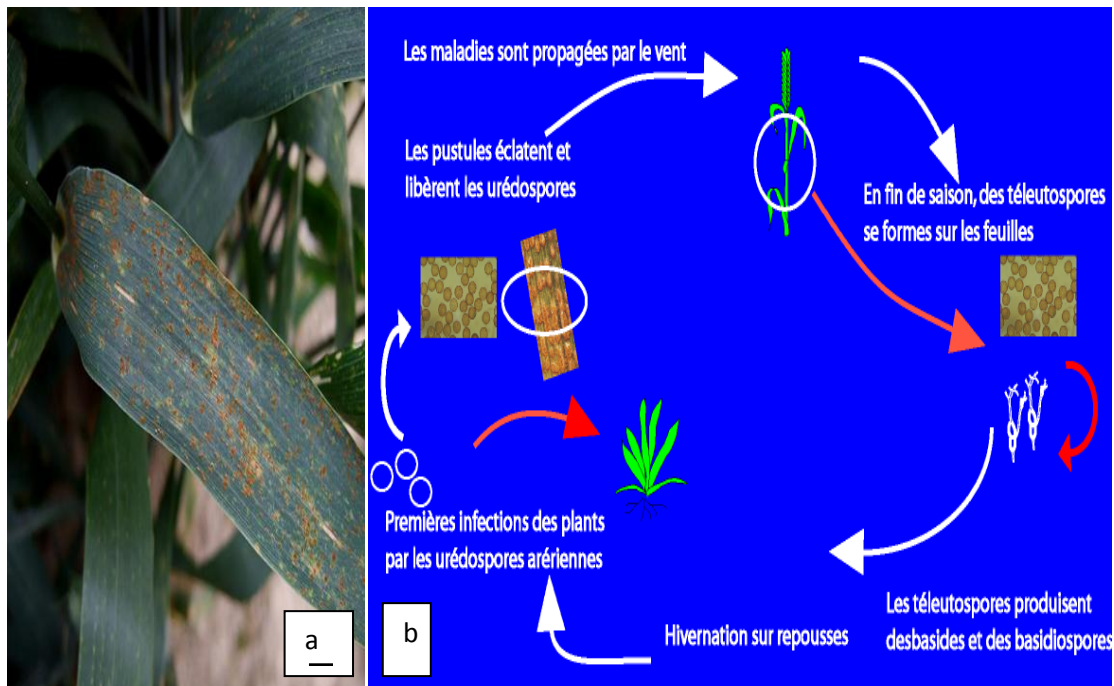 Les maladies sont propagées par le vent
Les pustules éclatent et
libèrent les urédospores
En fin de saison, des téleutospores
se formes sur les feuilles
Premières infections des plants
par les urédospores arériennes
Hivernation sur repousses
Les téleutospores produisent
desbasides et des basidiospores
a
b